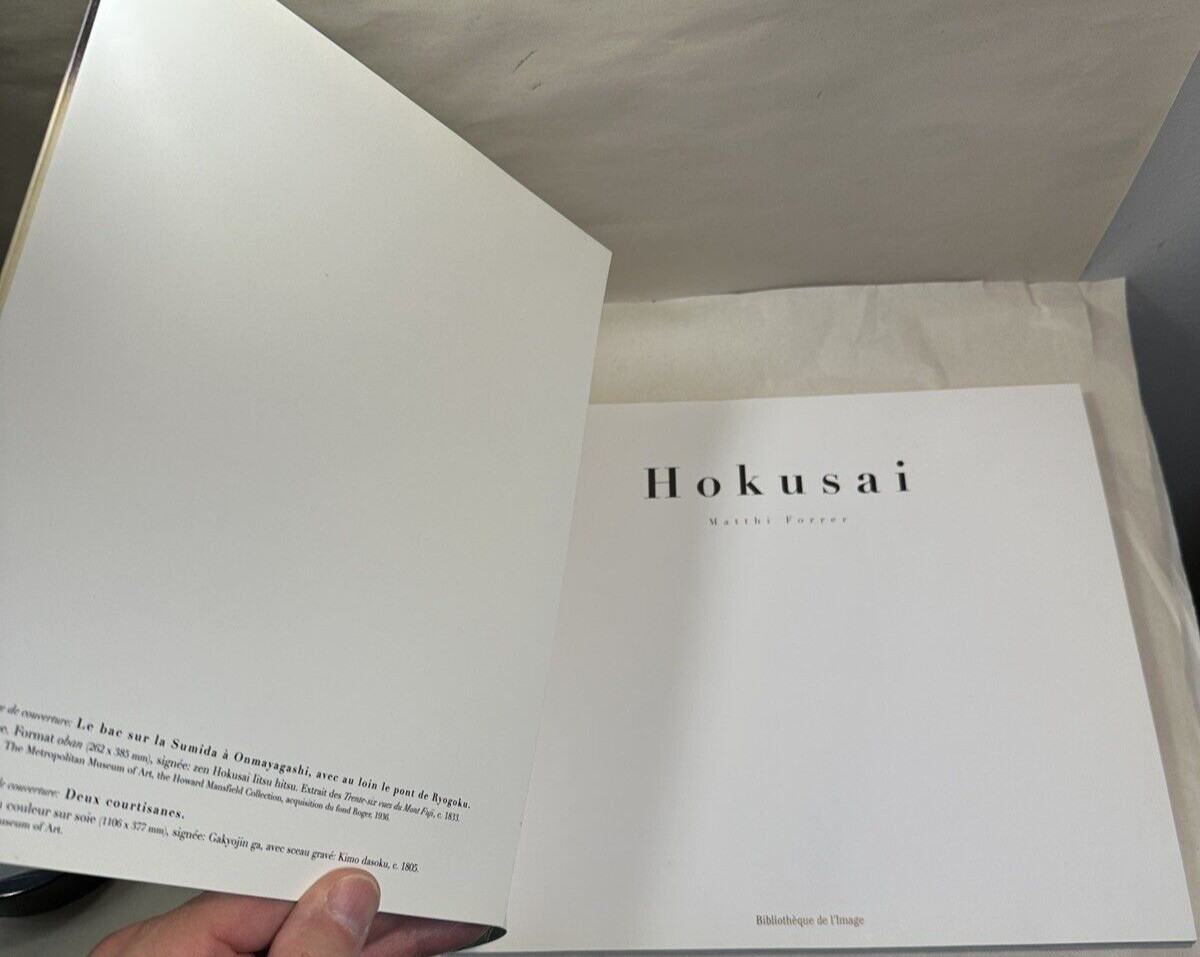 de couverture: Le bac sur la Sumida à Onmayagashi, avec au loin le pont de Ryogoku.
Format oban (262 x 385 mm), signée: zen Hokusai Iitsu hitsu. Extrait des Trente-six vues du Mont Fuji, c. 1831.
The Metropolitan Museum of Art, the Howard Mansfield Collection, acquisition du fond Roger, 1936.
couverture: Deux courtisanes.
couleur sur soie (1106 x 377 mm), signée: Gakyojin ga, avec sceau gravé: Kimo dasoku, c. 1805.
of Art.
Hokusai
Matthi Forrer
Bibliothèque de l'Image